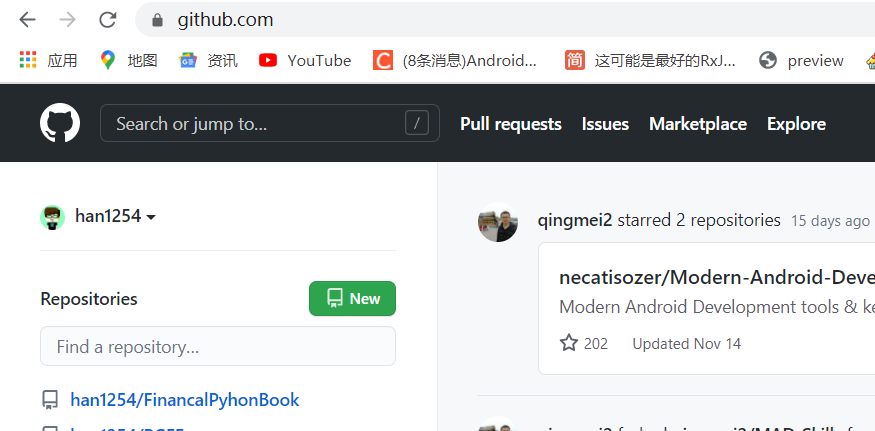 github.com
应用 地图 资讯 YouTube (8条消息)Android... 这可能是最好的RxJ... preview
Search or jump to... / Pull requests Issues Marketplace Explore
han1254
Repositories New
Find a repository...
han1254/FinancalPyhonBook
qingmei2 starred 2 repositories 15 days ago
necatisozer/Modern-Android-Deve
Modern Android Development tools & ke
202 Updated Nov 14